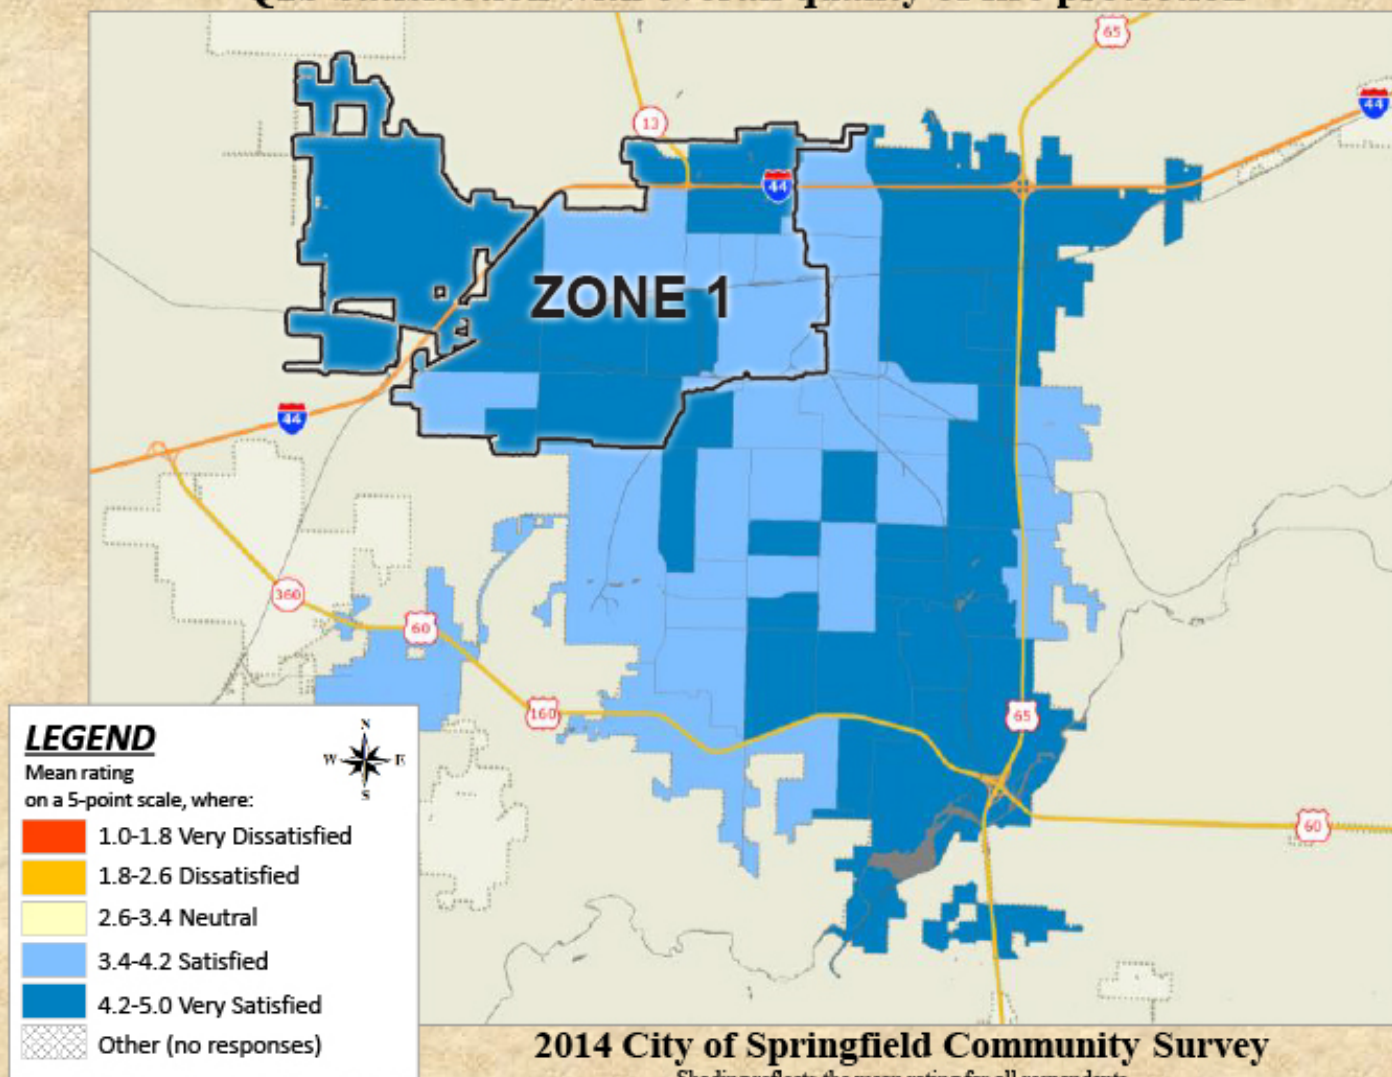 65
44
13
44
ZONE 1
44
360
60
160
65
60
LEGEND
Mean rating
on a 5-point scale, where:
N
W E
S
1.0-1.8 Very Dissatisfied
1.8-2.6 Dissatisfied
2.6-3.4 Neutral
3.4-4.2 Satisfied
4.2-5.0 Very Satisfied
Other (no responses)
2014 City of Springfield Community Survey